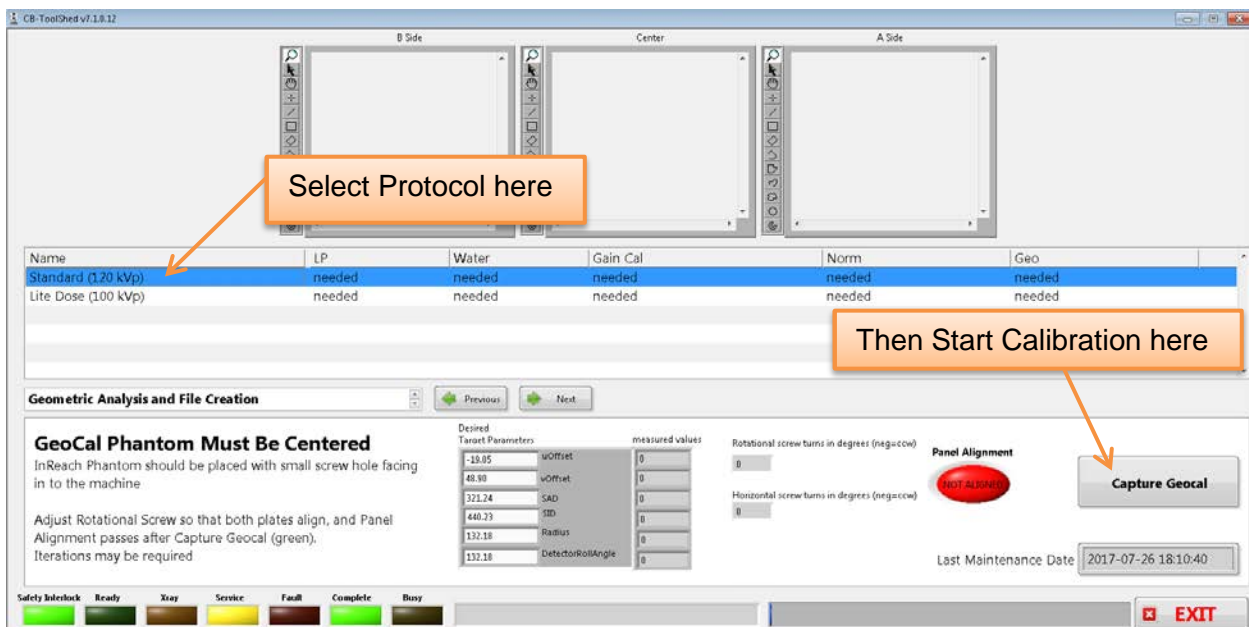 CB-ToolShed v7.1.0.12
B Side
Center
A Side
Select Protocol here
Name LP Water Gain Cal Norm Geo
Standard (120 kVp) needed needed needed needed needed
Lite Dose (100 kVp) needed needed needed needed needed
Then Start Calibration here
Geometric Analysis and File Creation
Previous
Next
GeoCal Phantom Must Be Centered
InReach Phantom should be placed with small screw hole facing
in to the machine
Adjust Rotational Screw so that both plates align, and Panel
Alignment passes after Capture Geocal (green).
Iterations may be required
Desired
Target Parameters measured values
-19.05 uOffset 0
48.90 vOffset 0
321.24 SAD 0
440.23 SID 0
132.18 Radius 0
132.18 DetectorRollAngle 0
Rotational screw turns in degrees (neg=ccw)
0
Horizontal screw turns in degrees (neg=ccw)
0
Panel Alignment
NOT ALIGNED
Capture Geocal
Last Maintenance Date 2017-07-26 18:10:40
Safety Interlock Ready Xray Service Fault Complete Busy
EXIT